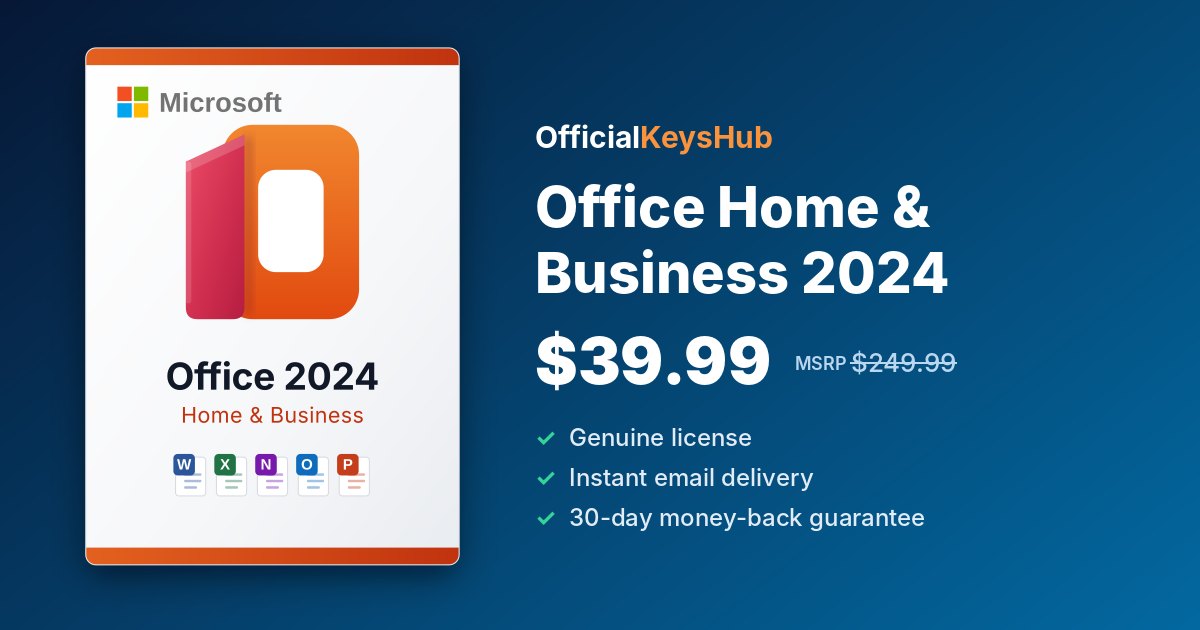 Microsoft
Office 2024
Home & Business
W X N O P
OfficialKeysHub
Office Home &
Business 2024
$39.99 MSRP $249.99
Genuine license
Instant email delivery
30-day money-back guarantee